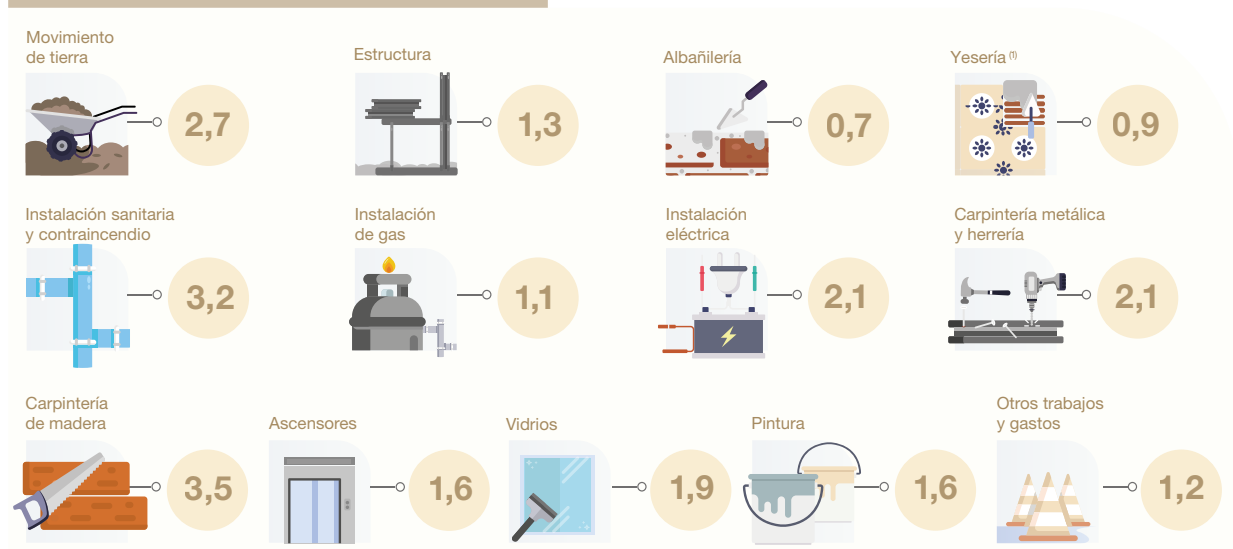 Movimiento
de tierra
2,7
Estructura
1,3
Albañilería
0,7
Yesería (1)
0,9
Instalación sanitaria
y contraincendio
3,2
Instalación
de gas
1,1
Instalación
eléctrica
2,1
Carpintería metálica
y herrería
2,1
Carpintería
de madera
3,5
Ascensores
1,6
Vidrios
1,9
Pintura
1,6
Otros trabajos
y gastos
1,2